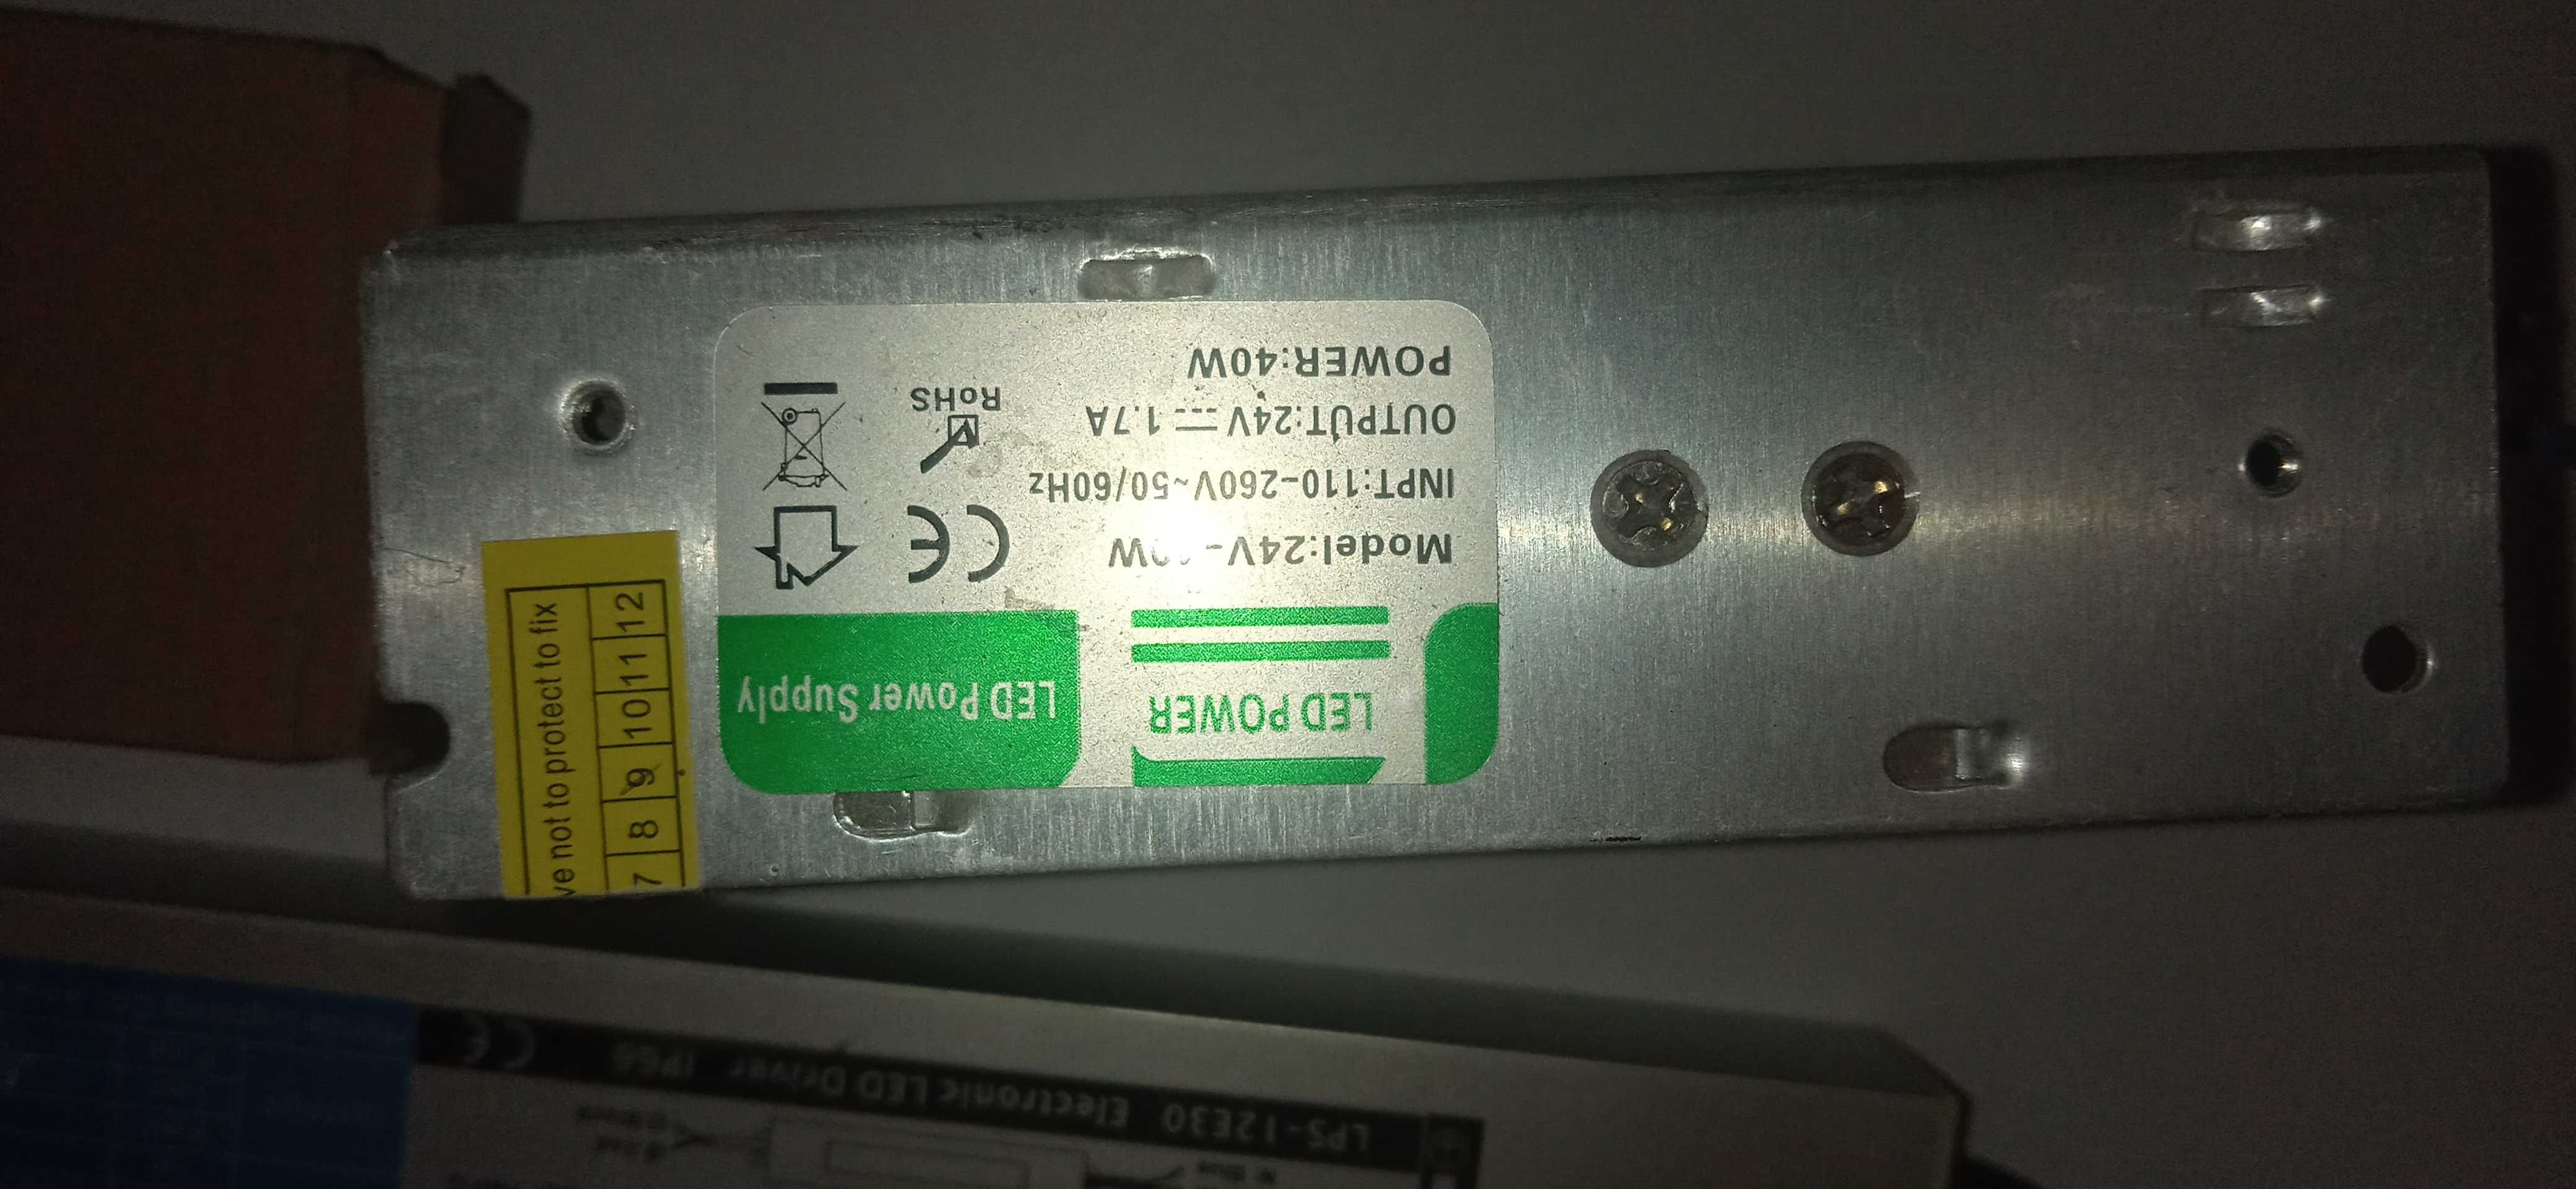 LED POWER
LED Power Supply
Model:24V-40W
INPT:110-260V~50/60Hz
OUTPUT:24V⎓1.7A
POWER:40W
CE
RoHS
ve not to protect to fix
7 8 9 10 11 12
LPS-12E30 Electronic LED Driver IP66 CE